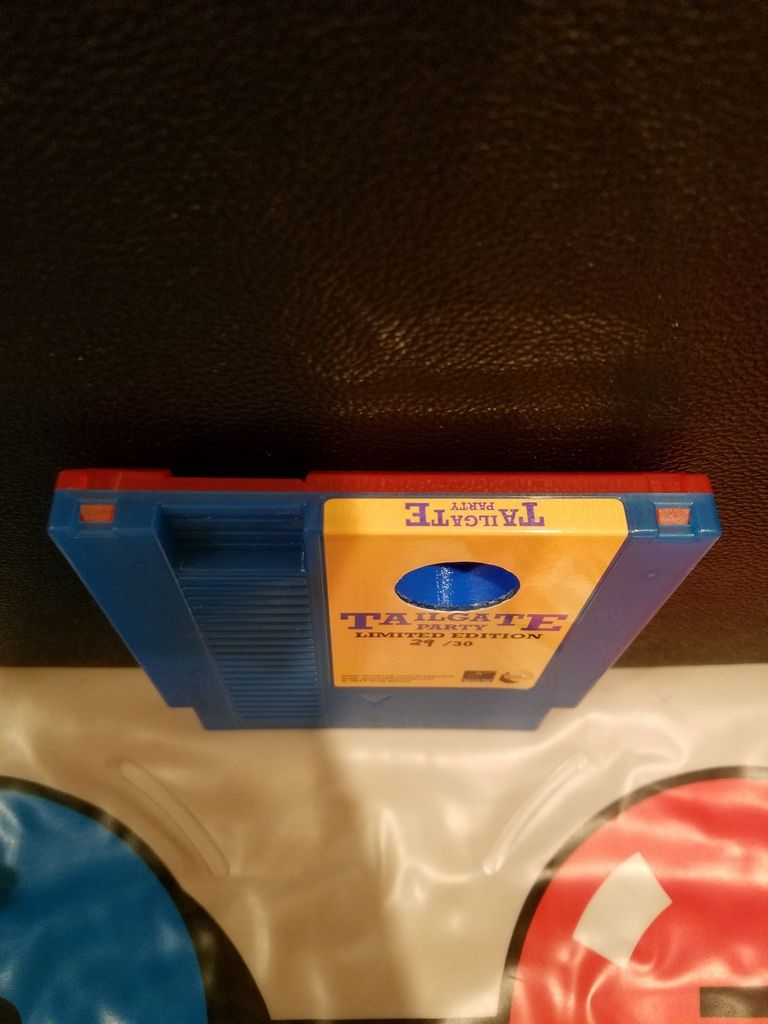 TAILGATE
PARTY
TAILGATE
PARTY
LIMITED EDITION
29 /30